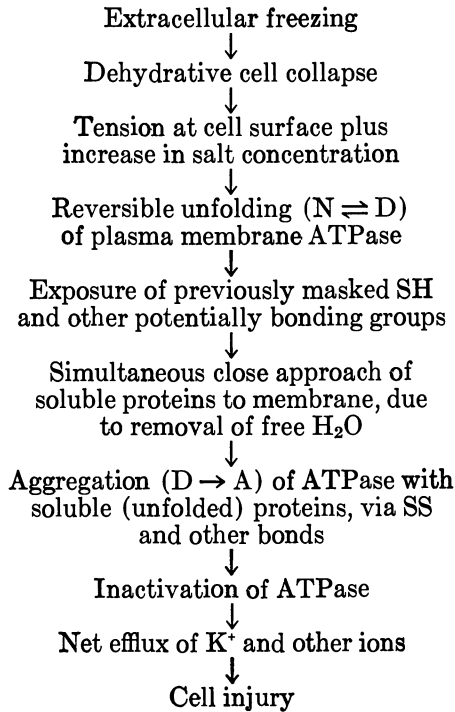 Extracellular freezing
↓
Dehydrative cell collapse
↓
Tension at cell surface plus
increase in salt concentration
↓
Reversible unfolding (N ⇌ D)
of plasma membrane ATPase
↓
Exposure of previously masked SH
and other potentially bonding groups
↓
Simultaneous close approach of
soluble proteins to membrane, due
to removal of free H₂O
↓
Aggregation (D → A) of ATPase with
soluble (unfolded) proteins, via SS
and other bonds
↓
Inactivation of ATPase
↓
Net efflux of K⁺ and other ions
↓
Cell injury